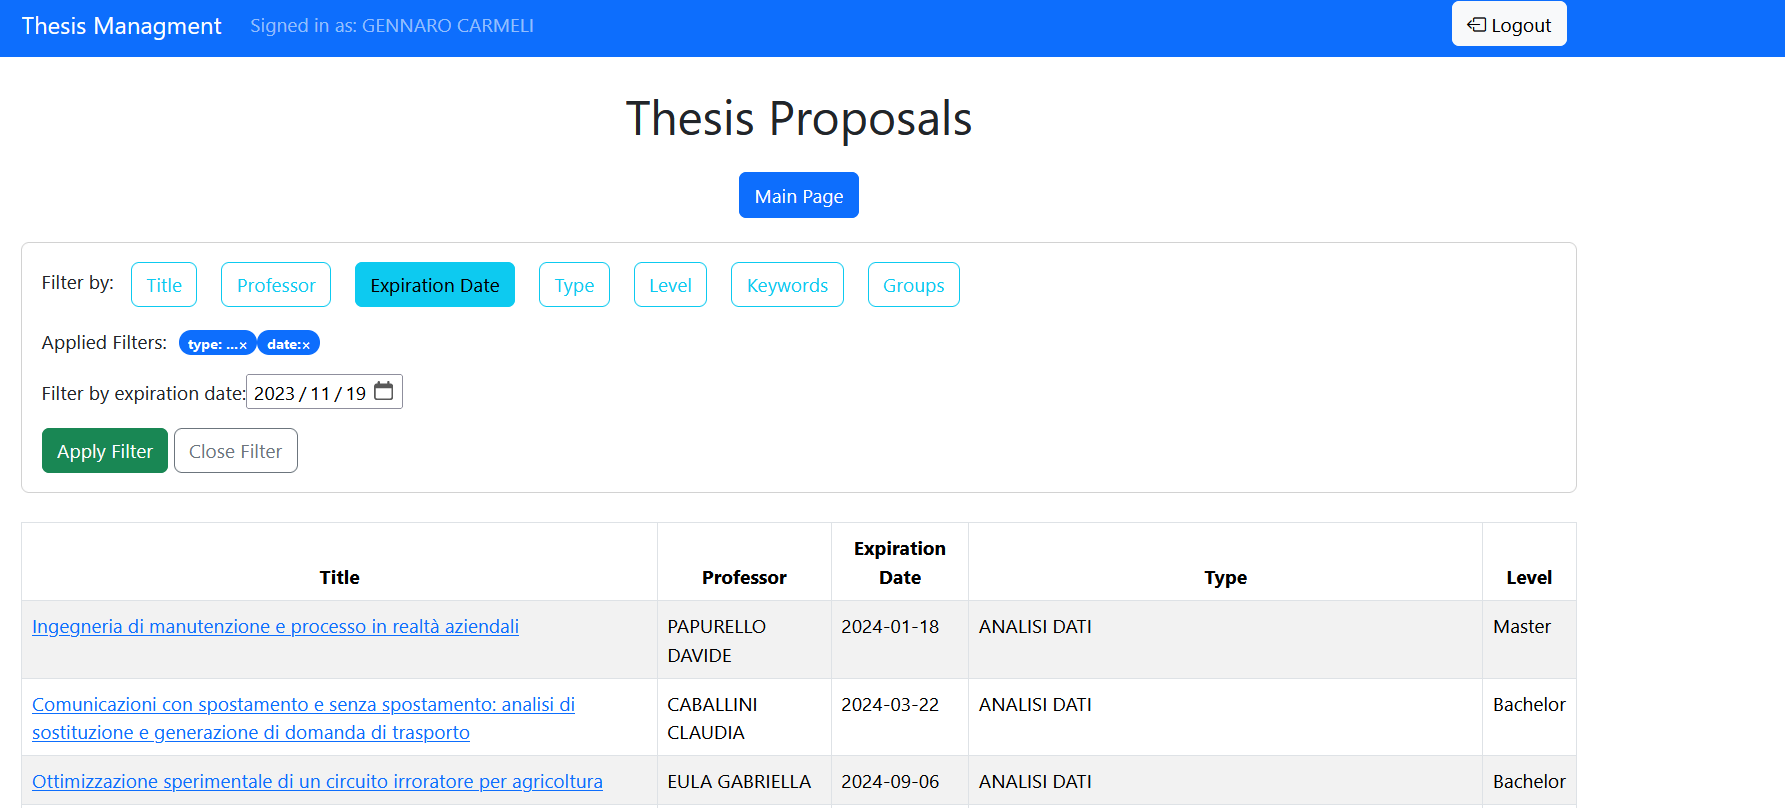 Thesis Managment Signed in as: GENNARO CARMELI Logout
Thesis Proposals
Main Page
Filter by: Title Professor Expiration Date Type Level Keywords Groups
Applied Filters: type: ...× date:×
Filter by expiration date: 2023/11/19
Apply Filter Close Filter
Title Professor Expiration Date Type Level
Ingegneria di manutenzione e processo in realtà aziendali PAPURELLO DAVIDE 2024-01-18 ANALISI DATI Master
Comunicazioni con spostamento e senza spostamento: analisi di sostituzione e generazione di domanda di trasporto CABALLINI CLAUDIA 2024-03-22 ANALISI DATI Bachelor
Ottimizzazione sperimentale di un circuito irroratore per agricoltura EULA GABRIELLA 2024-09-06 ANALISI DATI Bachelor